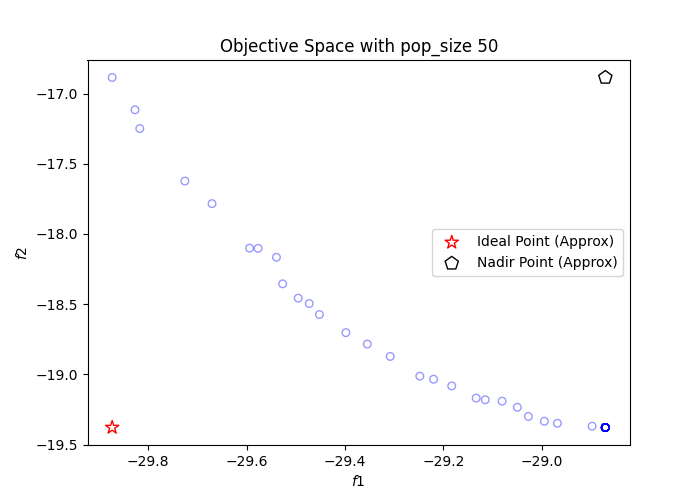 Objective Space with pop_size 50
f2
−17.0
−17.5
−18.0
−18.5
−19.0
−19.5
Ideal Point (Approx)
Nadir Point (Approx)
−29.8 −29.6 −29.4 −29.2 −29.0
f1